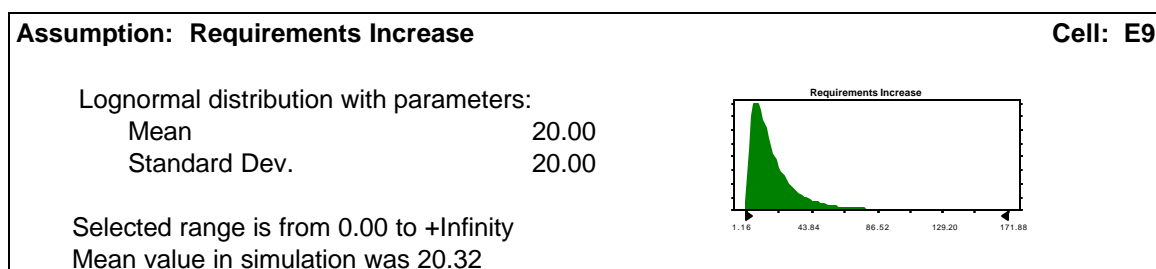 Assumption: Requirements Increase Cell: E9
Lognormal distribution with parameters:
Mean 20.00
Standard Dev. 20.00
Selected range is from 0.00 to +Infinity
Mean value in simulation was 20.32
Requirements Increase
1.16 43.84 86.52 129.20 171.88